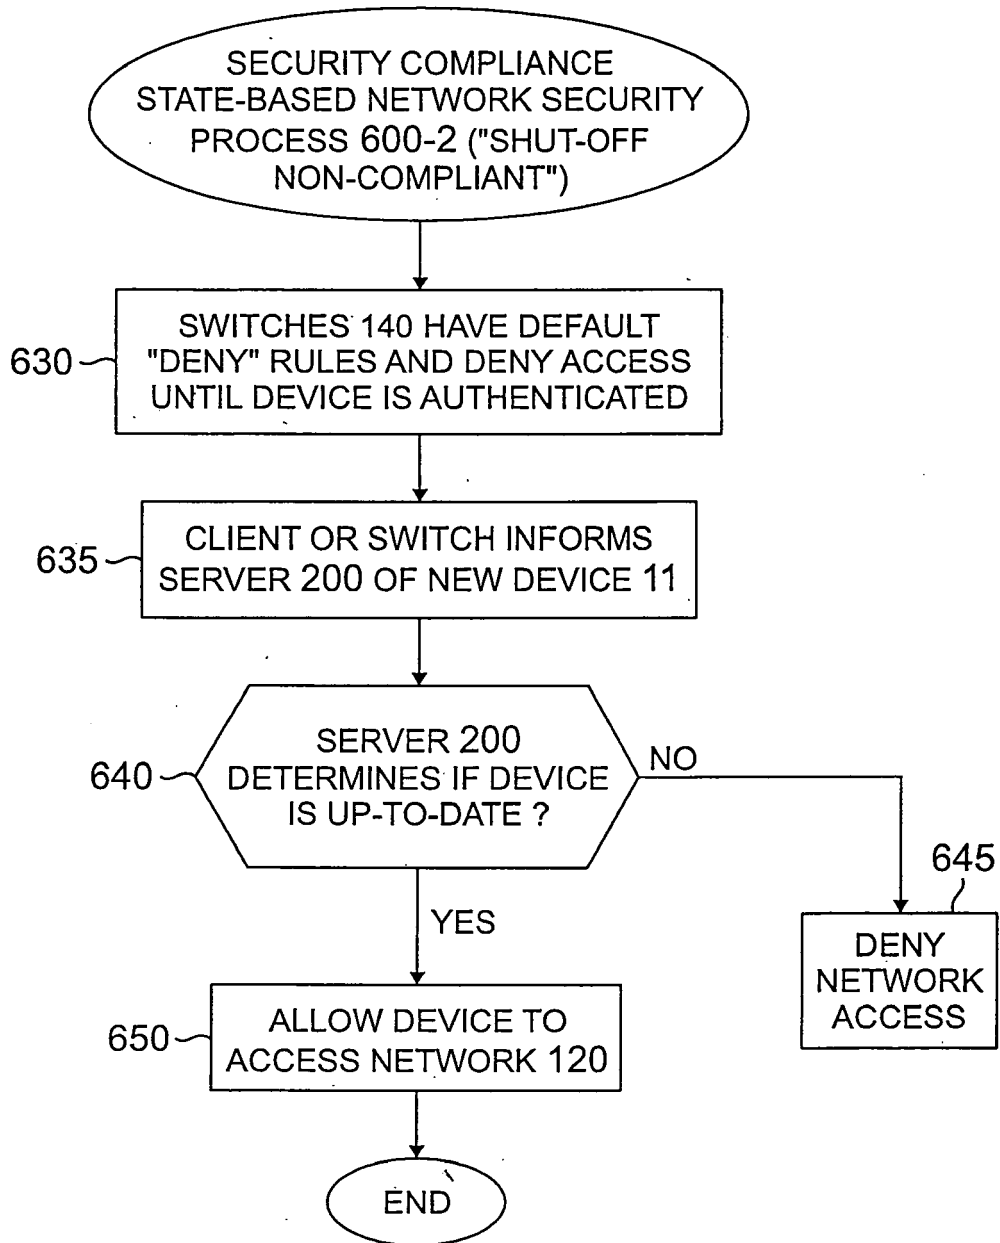 SECURITY COMPLIANCE
STATE-BASED NETWORK SECURITY
PROCESS 600-2 ("SHUT-OFF
NON-COMPLIANT")
630
SWITCHES 140 HAVE DEFAULT
"DENY" RULES AND DENY ACCESS
UNTIL DEVICE IS AUTHENTICATED
635
CLIENT OR SWITCH INFORMS
SERVER 200 OF NEW DEVICE 11
640
SERVER 200
DETERMINES IF DEVICE
IS UP-TO-DATE ?
NO
645
DENY
NETWORK
ACCESS
YES
650
ALLOW DEVICE TO
ACCESS NETWORK 120
END